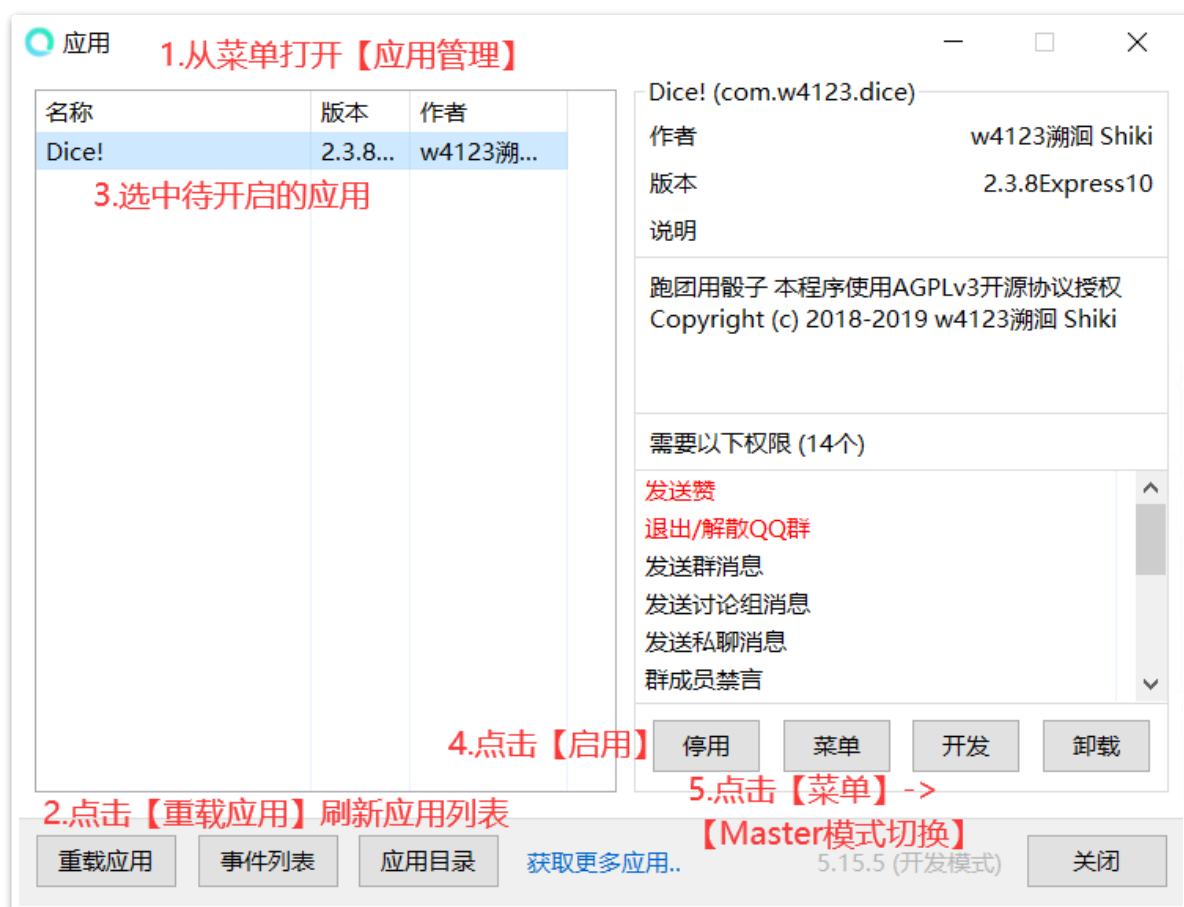 应用
1.从菜单打开【应用管理】
名称 版本 作者
Dice! 2.3.8... w4123溯...
3.选中待开启的应用
Dice! (com.w4123.dice)
作者 w4123溯洄 Shiki
版本 2.3.8Express10
说明
跑团用骰子 本程序使用AGPLv3开源协议授权
Copyright (c) 2018-2019 w4123溯洄 Shiki
需要以下权限 (14个)
发送赞
退出/解散QQ群
发送群消息
发送讨论组消息
发送私聊消息
群成员禁言
4.点击【启用】
停用 菜单 开发 卸载
5.点击【菜单】->
【Master模式切换】
2.点击【重载应用】刷新应用列表
重载应用 事件列表 应用目录 获取更多应用.. 5.15.5 (开发模式) 关闭